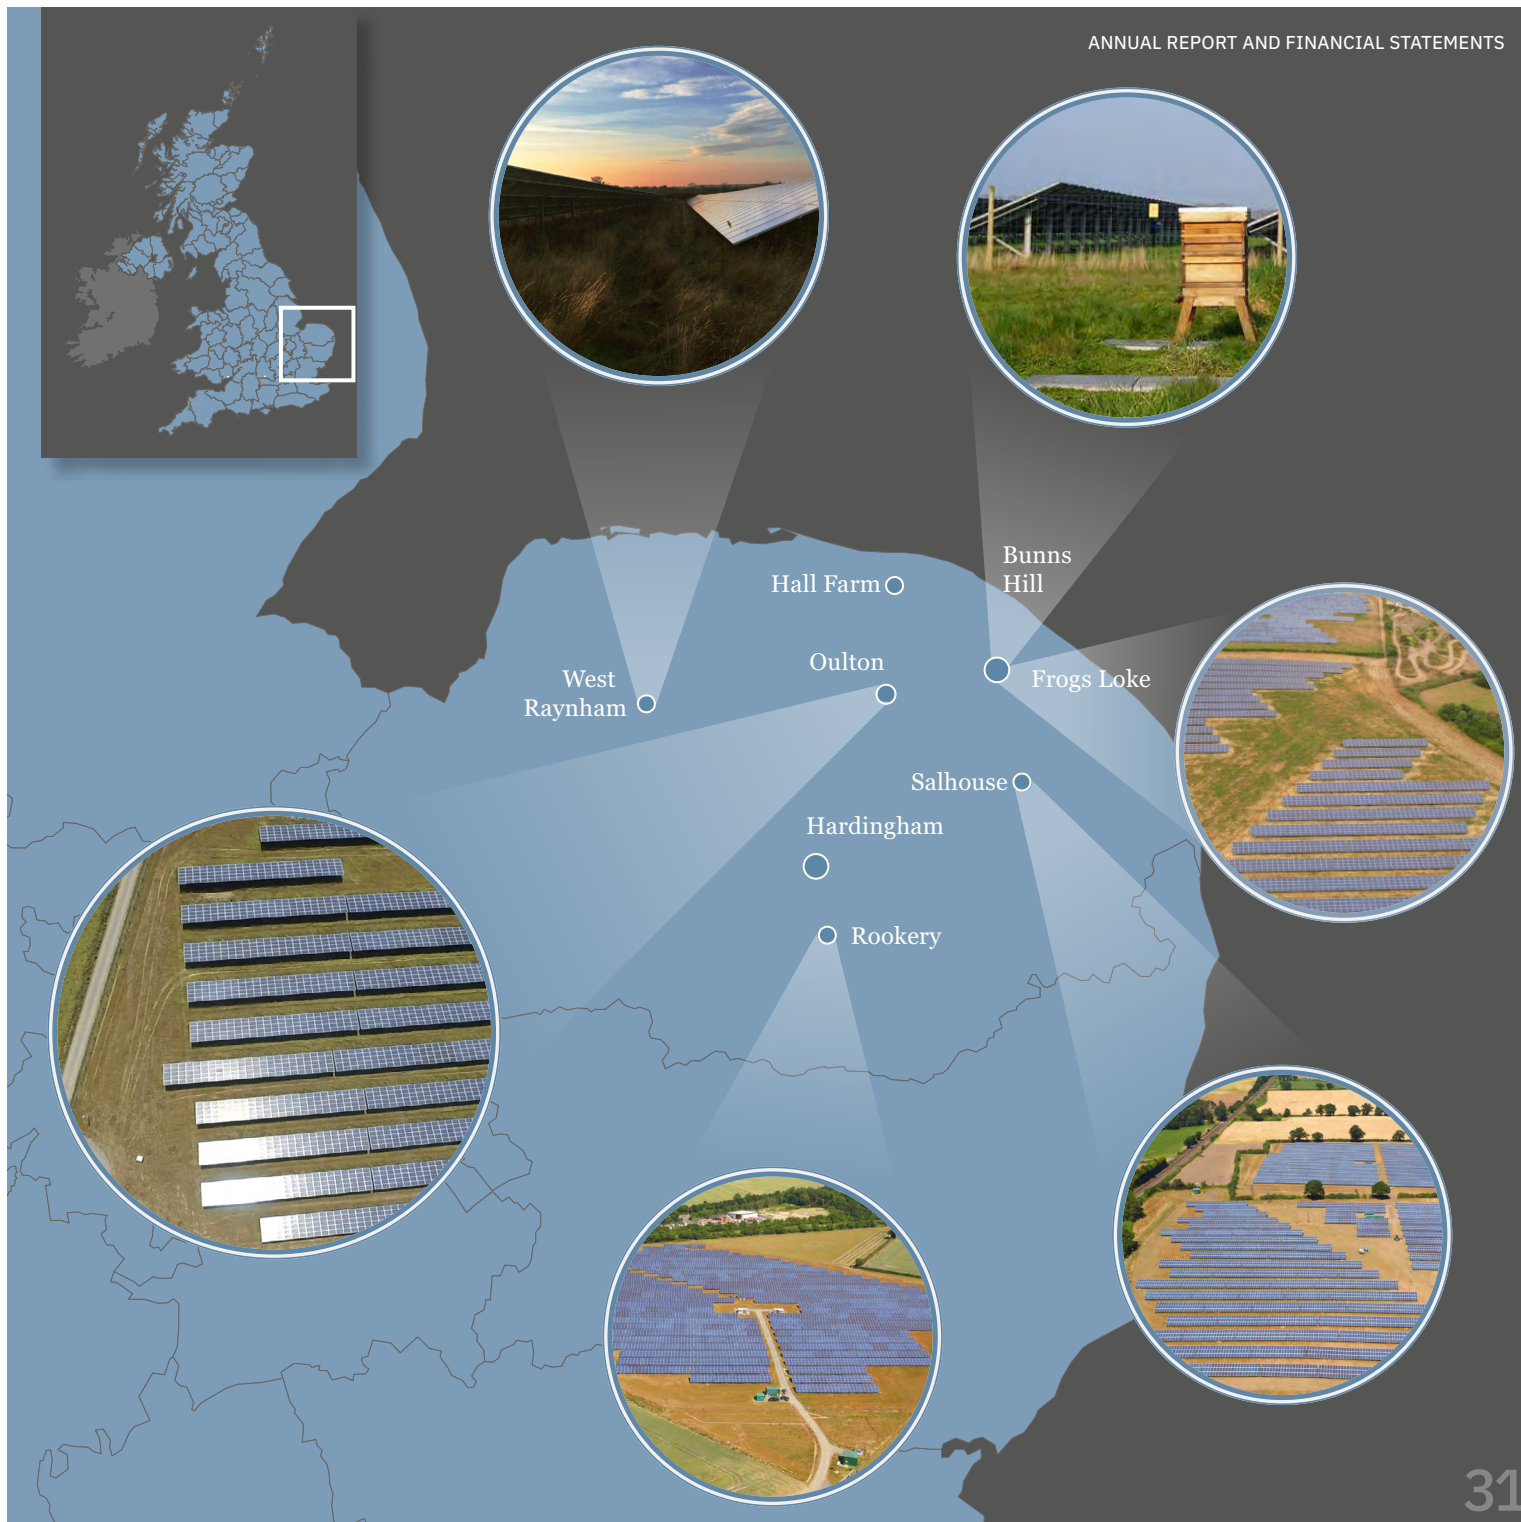 ANNUAL REPORT AND FINANCIAL STATEMENTS
Bunns
Hill
Hall Farm
Oulton
Frogs Loke
West
Raynham
Salhouse
Hardingham
Rookery
31